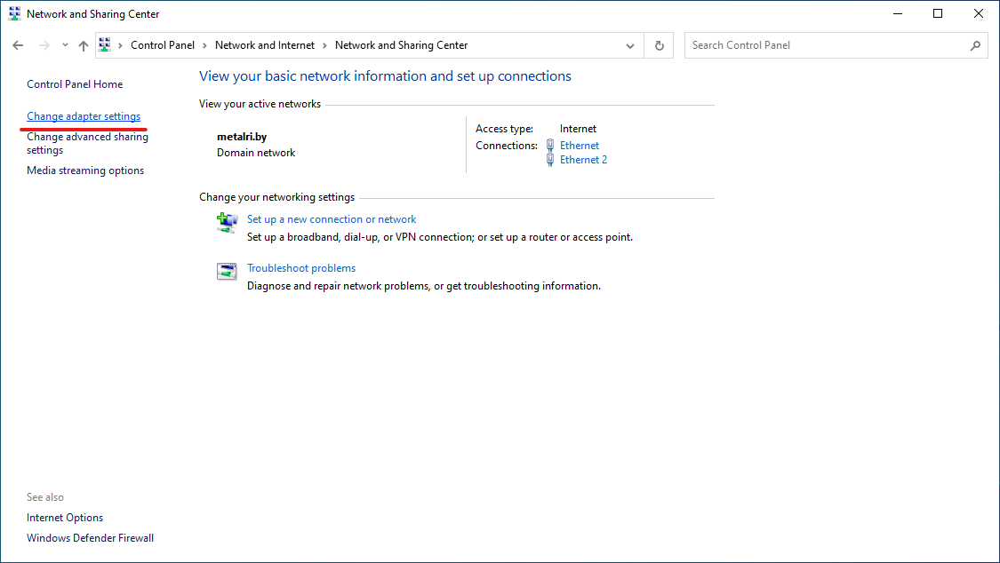 Network and Sharing Center
Control Panel > Network and Internet > Network and Sharing Center
Search Control Panel
Control Panel Home
Change adapter settings
Change advanced sharing
settings
Media streaming options
View your basic network information and set up connections
View your active networks
metalri.by
Domain network
Access type: Internet
Connections: Ethernet
Ethernet 2
Change your networking settings
Set up a new connection or network
Set up a broadband, dial-up, or VPN connection; or set up a router or access point.
Troubleshoot problems
Diagnose and repair network problems, or get troubleshooting information.
See also
Internet Options
Windows Defender Firewall